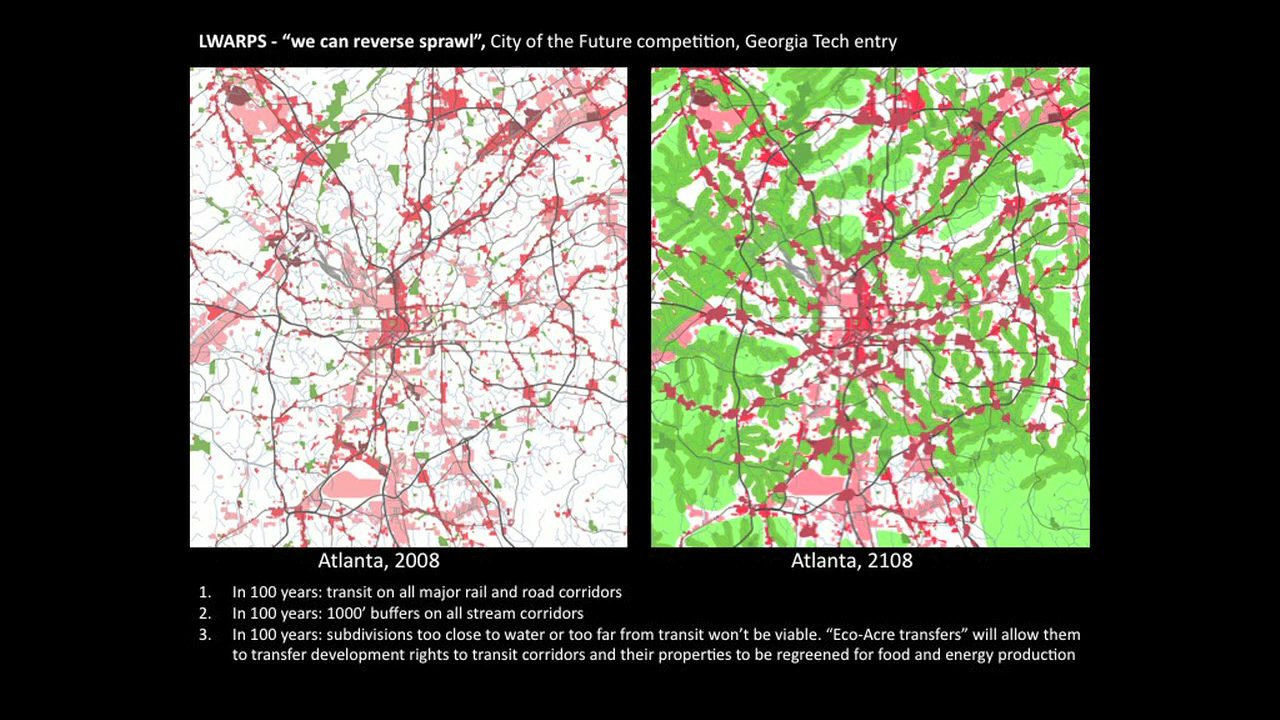 LWARPS - “we can reverse sprawl”, City of the Future competition, Georgia Tech entry
Atlanta, 2008
Atlanta, 2108
1. In 100 years: transit on all major rail and road corridors
2. In 100 years: 1000’ buffers on all stream corridors
3. In 100 years: subdivisions too close to water or too far from transit won’t be viable. “Eco-Acre transfers” will allow them
to transfer development rights to transit corridors and their properties to be regreened for food and energy production